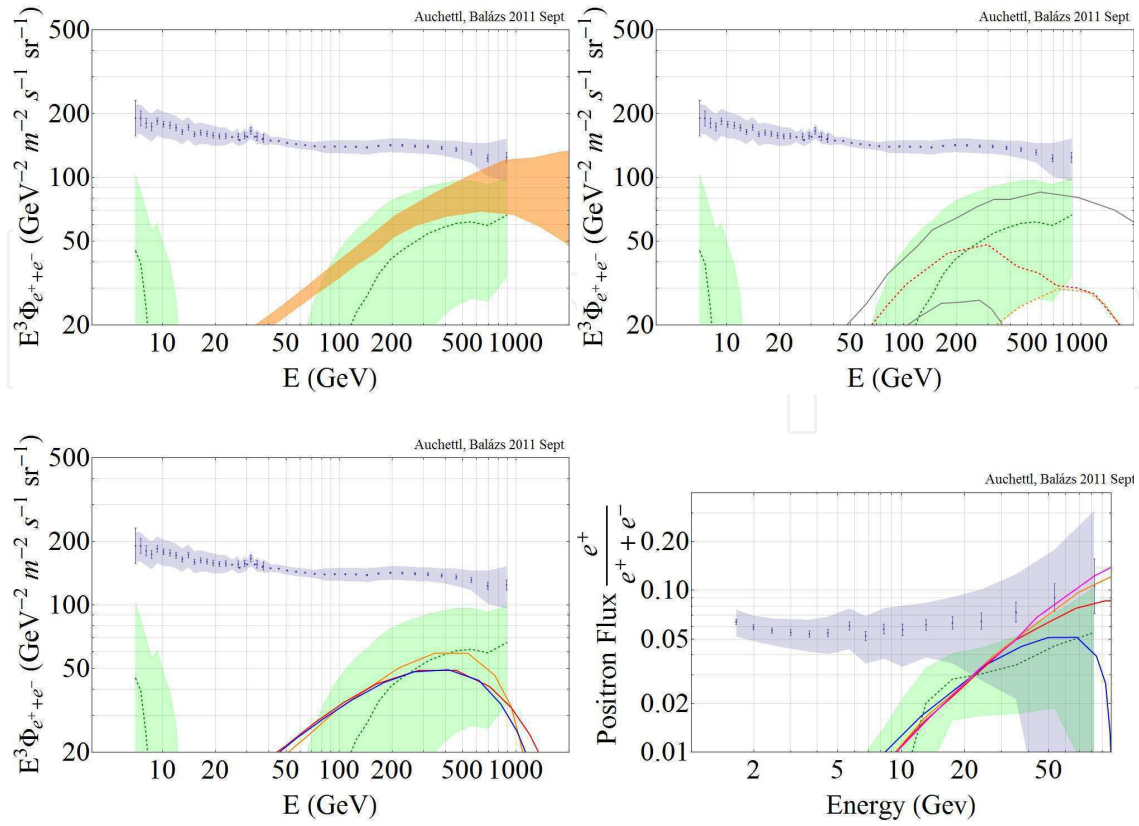 Auchettl, Balázs 2011 Sept
E³Φₑ⁺₊ₑ⁻ (GeV⁻² m⁻² s⁻¹ sr⁻¹)
500
200
100
50
20
10 20 50 100 200 500 1000
E (GeV)
Auchettl, Balázs 2011 Sept
E³Φₑ⁺₊ₑ⁻ (GeV⁻² m⁻² s⁻¹ sr⁻¹)
500
200
100
50
20
10 20 50 100 200 500 1000
E (GeV)
Auchettl, Balázs 2011 Sept
E³Φₑ⁺₊ₑ⁻ (GeV⁻² m⁻² s⁻¹ sr⁻¹)
500
200
100
50
20
10 20 50 100 200 500 1000
E (GeV)
Auchettl, Balázs 2011 Sept
Positron Flux e⁺ / e⁺ + e⁻
0.20
0.10
0.05
0.02
0.01
2 5 10 20 50
Energy (Gev)